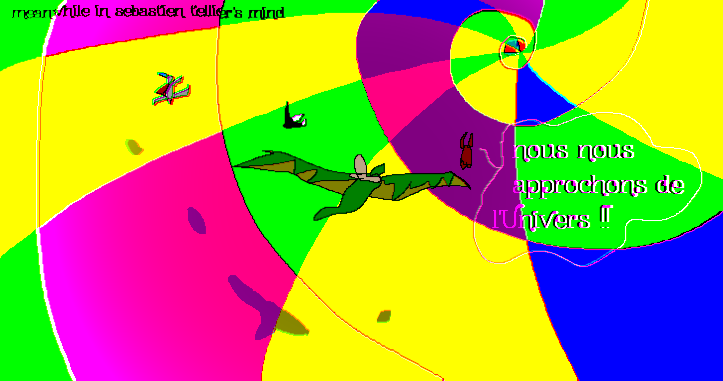 meanwhile in sebastien tellier's mind
nous nous
approchons de
l'Univers !!